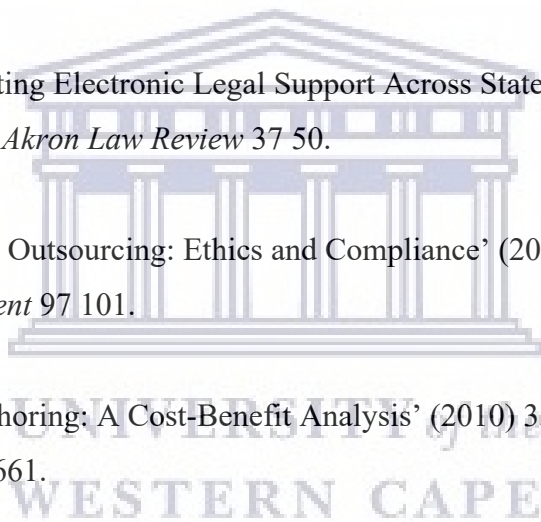 ting Electronic Legal Support Across State
Akron Law Review 37 50.
Outsourcing: Ethics and Compliance’ (20
ent 97 101.
horing: A Cost-Benefit Analysis’ (2010) 3
UNIVERSITY of the
661.
WESTERN CAPE